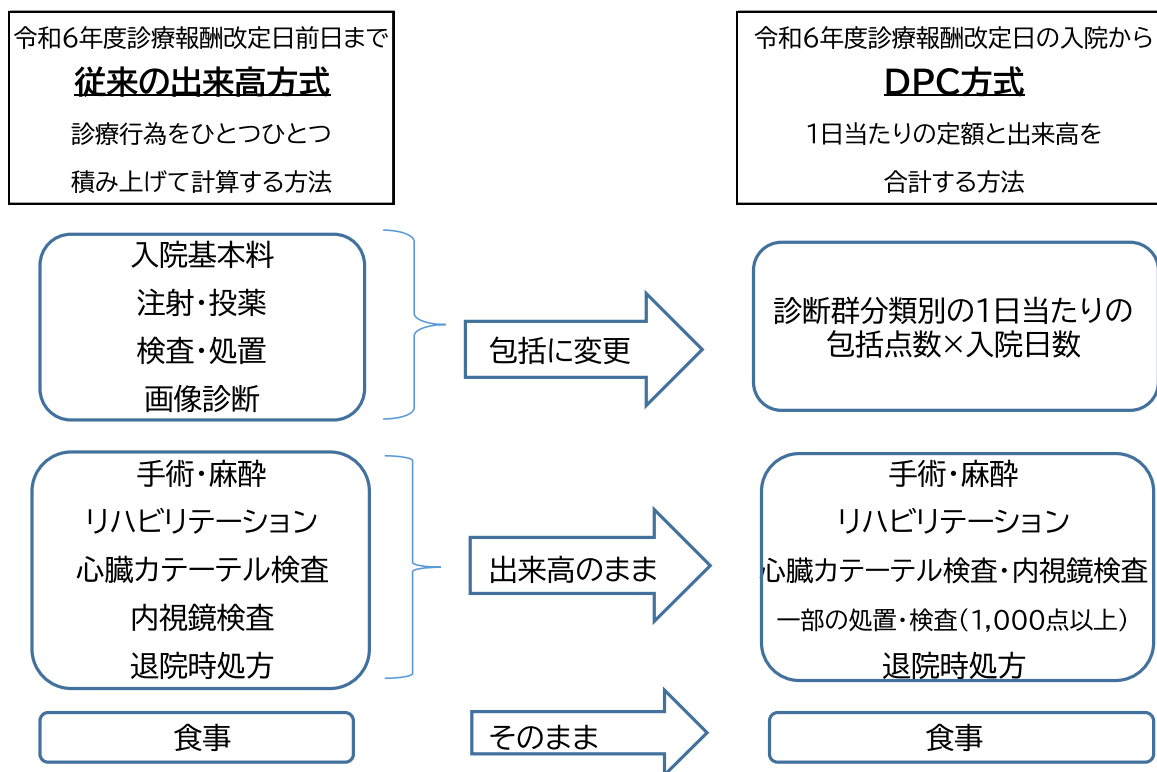 令和6年度診療報酬改定日前日まで
従来の出来高方式
診療行為をひとつひとつ
積み上げて計算する方法
令和6年度診療報酬改定日の入院から
DPC方式
1日当たりの定額と出来高を
合計する方法
入院基本料
注射・投薬
検査・処置
画像診断
包括に変更
診断群分類別の1日当たりの
包括点数×入院日数
手術・麻酔
リハビリテーション
心臓カテーテル検査
内視鏡検査
退院時処方
出来高のまま
手術・麻酔
リハビリテーション
心臓カテーテル検査・内視鏡検査
一部の処置・検査(1,000点以上)
退院時処方
食事
そのまま
食事